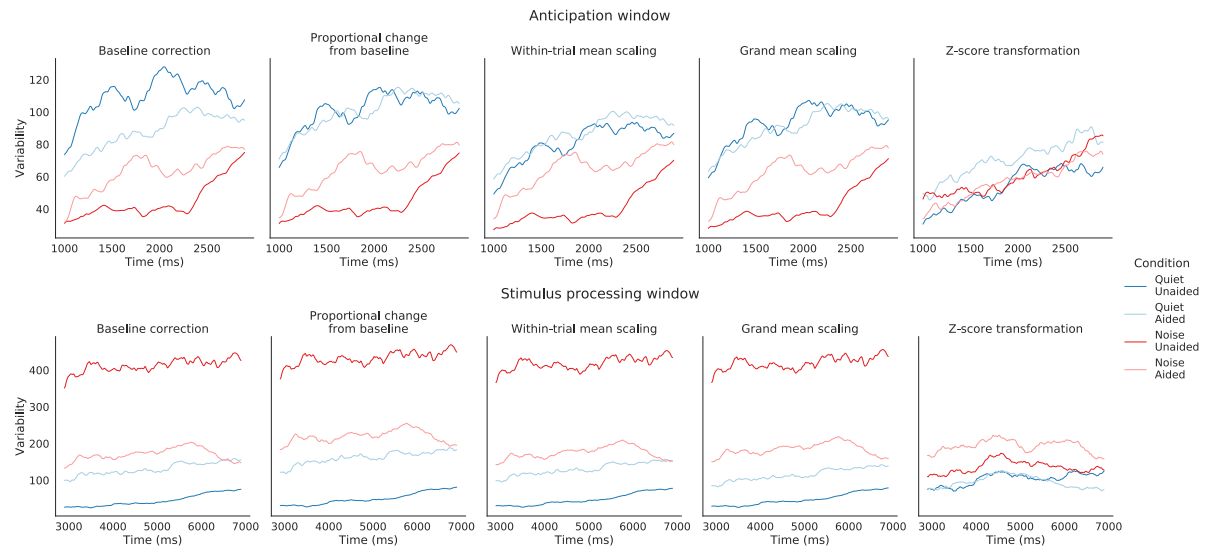 Anticipation window
Baseline correction
Proportional change
from baseline
Within-trial mean scaling
Grand mean scaling
Z-score transformation
Variability
120
100
80
60
40
1000 1500 2000 2500
1000 1500 2000 2500
1000 1500 2000 2500
1000 1500 2000 2500
1000 1500 2000 2500
Time (ms)
Time (ms)
Time (ms)
Time (ms)
Time (ms)
Stimulus processing window
Baseline correction
Proportional change
from baseline
Within-trial mean scaling
Grand mean scaling
Z-score transformation
Variability
400
300
200
100
3000 4000 5000 6000 7000
3000 4000 5000 6000 7000
3000 4000 5000 6000 7000
3000 4000 5000 6000 7000
3000 4000 5000 6000 7000
Time (ms)
Time (ms)
Time (ms)
Time (ms)
Time (ms)
Condition
Quiet
Unaided
Quiet
Aided
Noise
Unaided
Noise
Aided